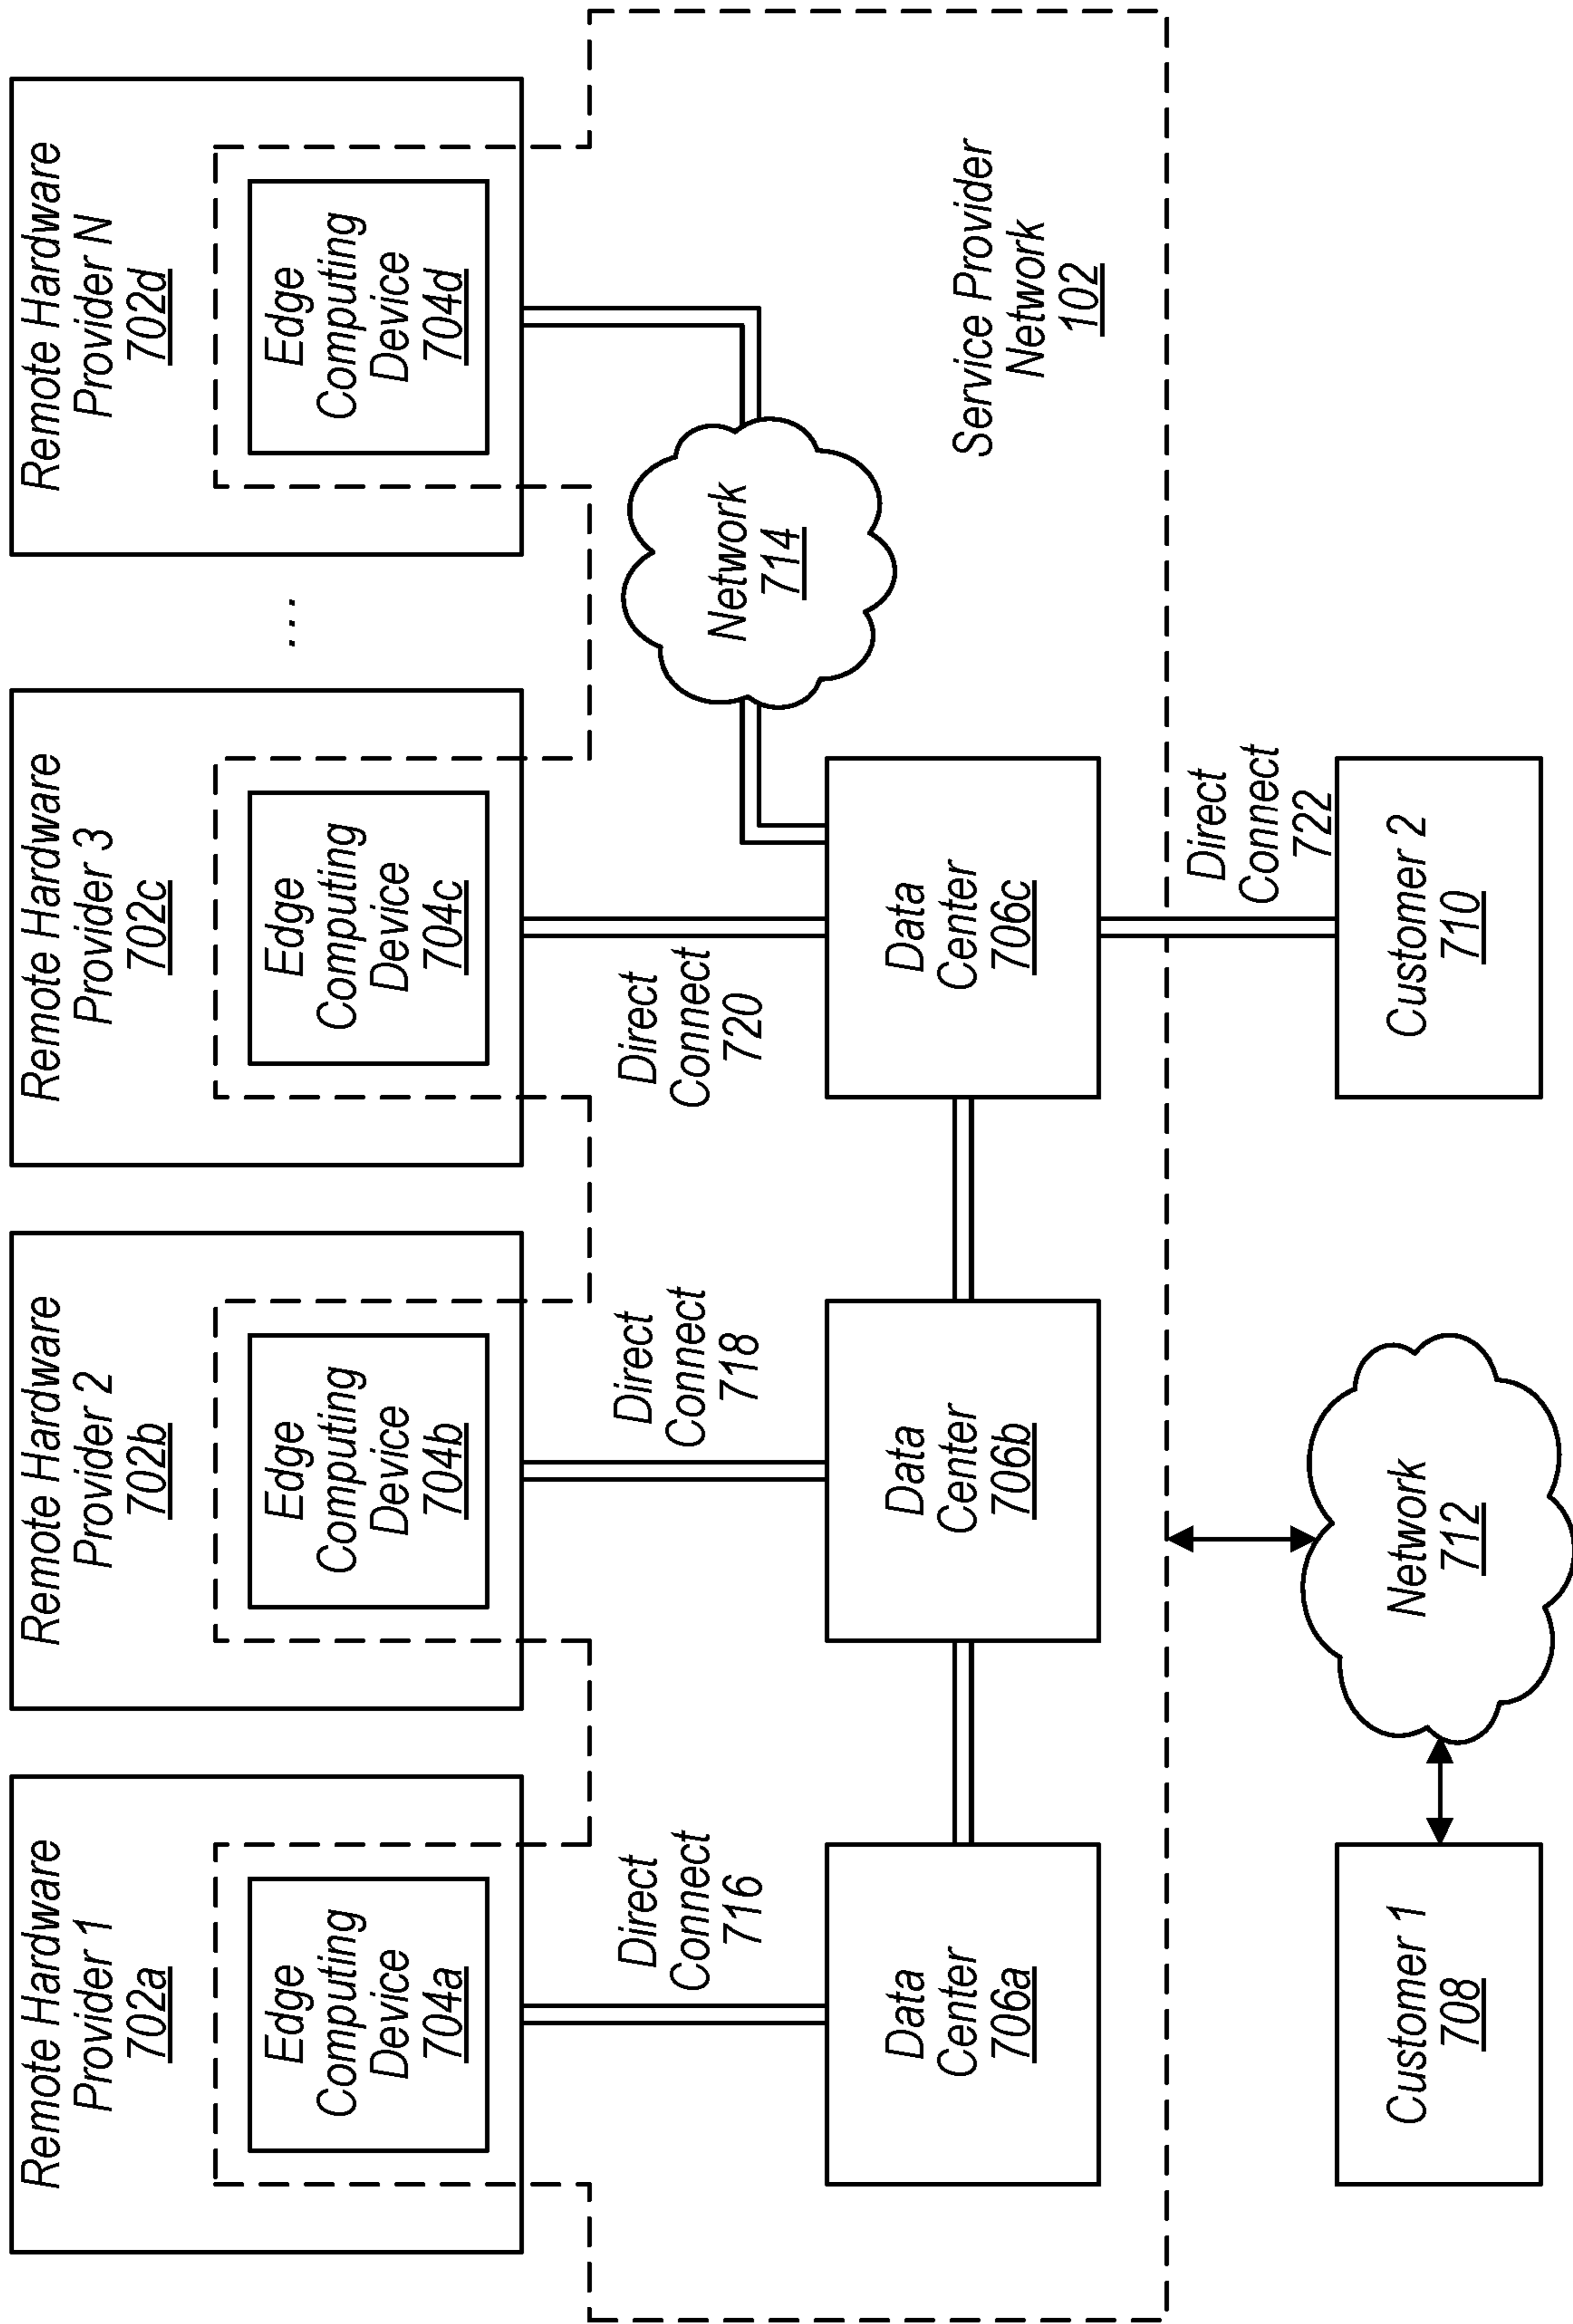 Remote Hardware
Provider 1
702a
Edge
Computing
Device
704a
Remote Hardware
Provider 2
702b
Edge
Computing
Device
704b
Remote Hardware
Provider 3
702c
Edge
Computing
Device
704c
...
Remote Hardware
Provider N
702d
Edge
Computing
Device
704d
Direct
Connect
716
Direct
Connect
718
Direct
Connect
720
Network
714
Data
Center
706a
Data
Center
706b
Data
Center
706c
Service Provider
Network
102
Direct
Connect
722
Customer 1
708
Network
712
Customer 2
710